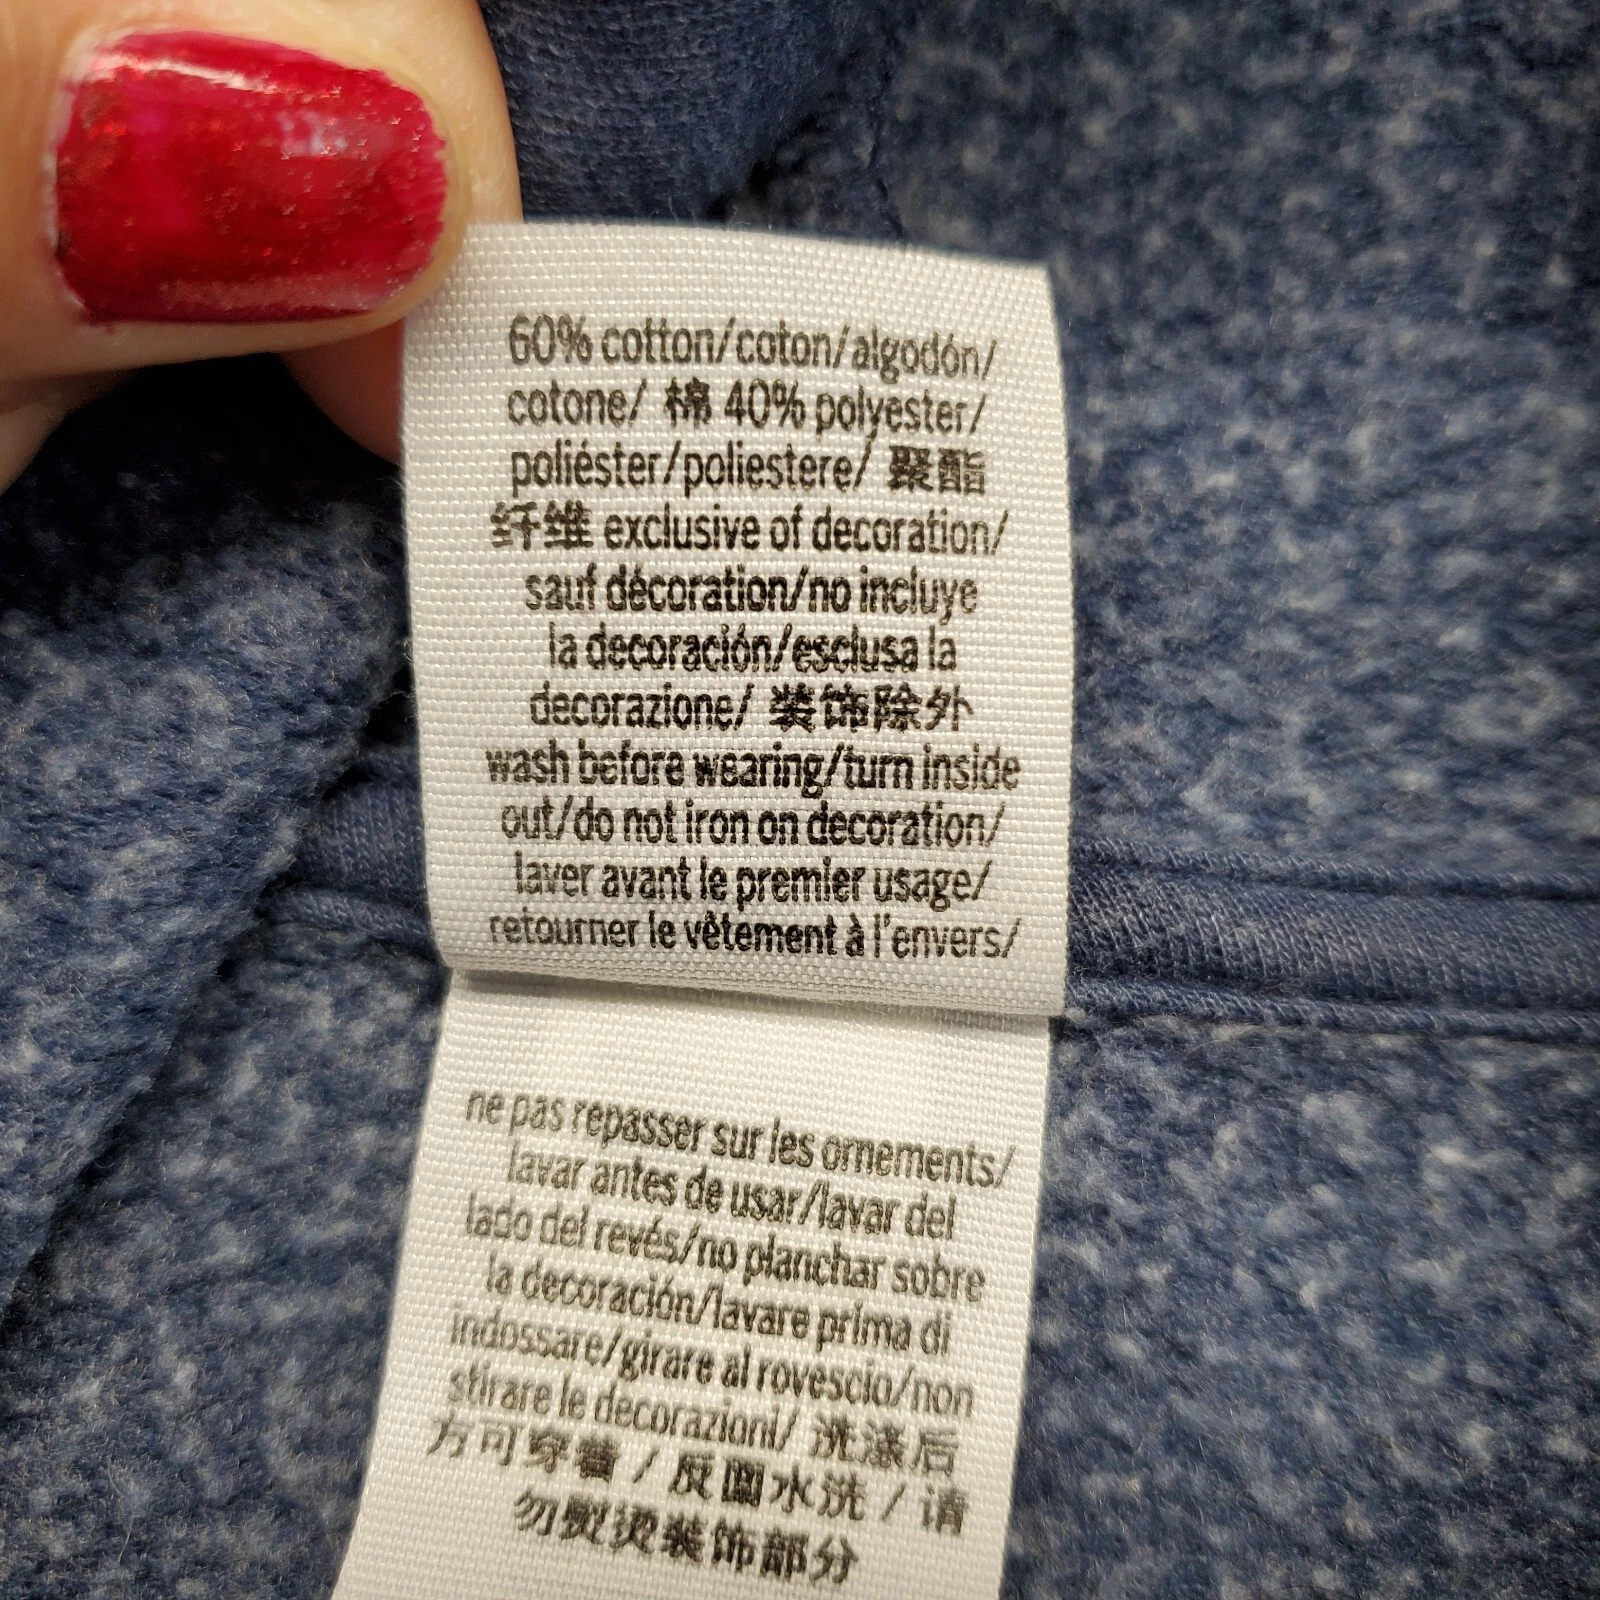 60% cotton/coton/algodón/
cotone/ 棉 40% polyester/
poliéster/poliestere/ 聚酯
纤维 exclusive of decoration/
sauf décoration/no incluye
la decoración/esclusa la
decorazione/ 装饰除外
wash before wearing/turn inside
out/do not iron on decoration/
laver avant le premier usage/
retourner le vêtement à l'envers/
ne pas repasser sur les ornements/
lavar antes de usar/lavar del
lado del revés/no planchar sobre
la decoración/lavare prima di
indossare/girare al rovescio/non
stirare le decorazioni/ 洗涤后
方可穿着 / 反面水洗 / 请
勿熨烫装饰部分